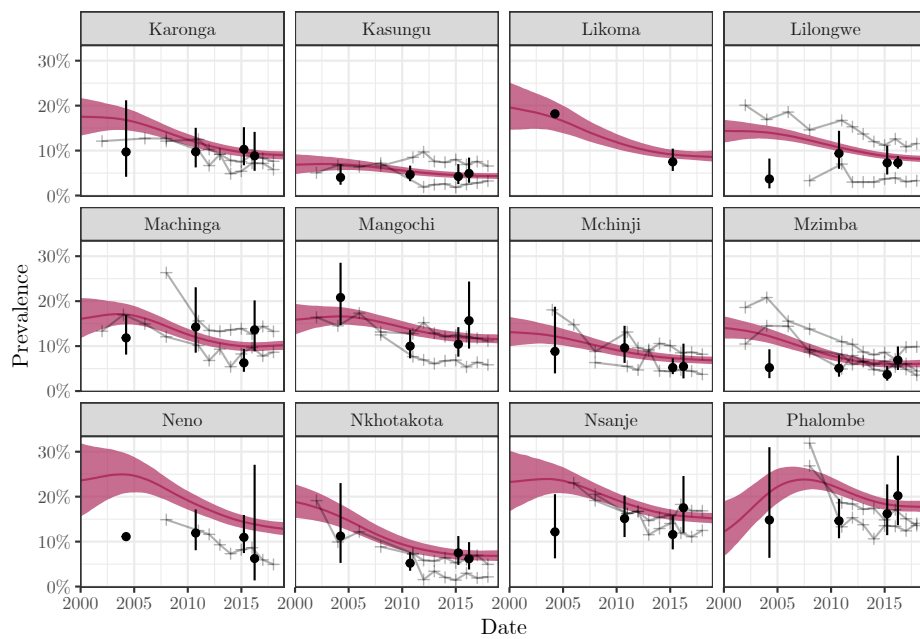 Karonga Kasungu Likoma Lilongwe
30%
20%
10%
0%
Machinga Mangochi Mchinji Mzimba
30%
20%
10%
0%
Prevalence
Neno Nkhotakota Nsanje Phalombe
30%
20%
10%
0%
2000 2005 2010 2015 2000 2005 2010 2015 2000 2005 2010 2015 2000 2005 2010 2015
Date